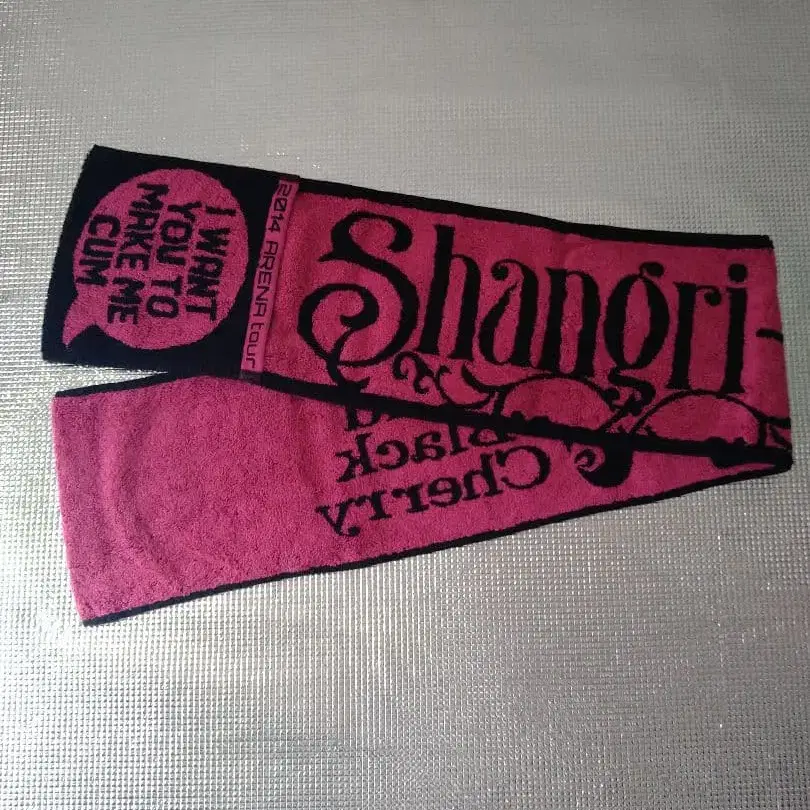 I WANT
YOU TO
MAKE ME
CUM
2014 ARENA tour
Shangri-
Black
Cherry